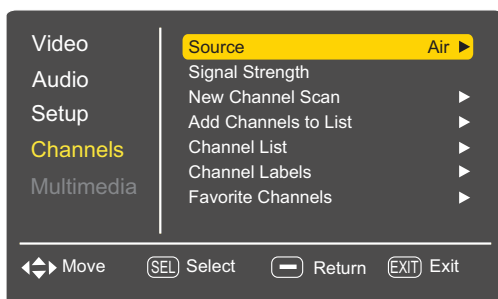 Video
Audio
Setup
Channels
Multimedia
Source Air
Signal Strength
New Channel Scan
Add Channels to List
Channel List
Channel Labels
Favorite Channels
Move SEL Select Return EXIT Exit